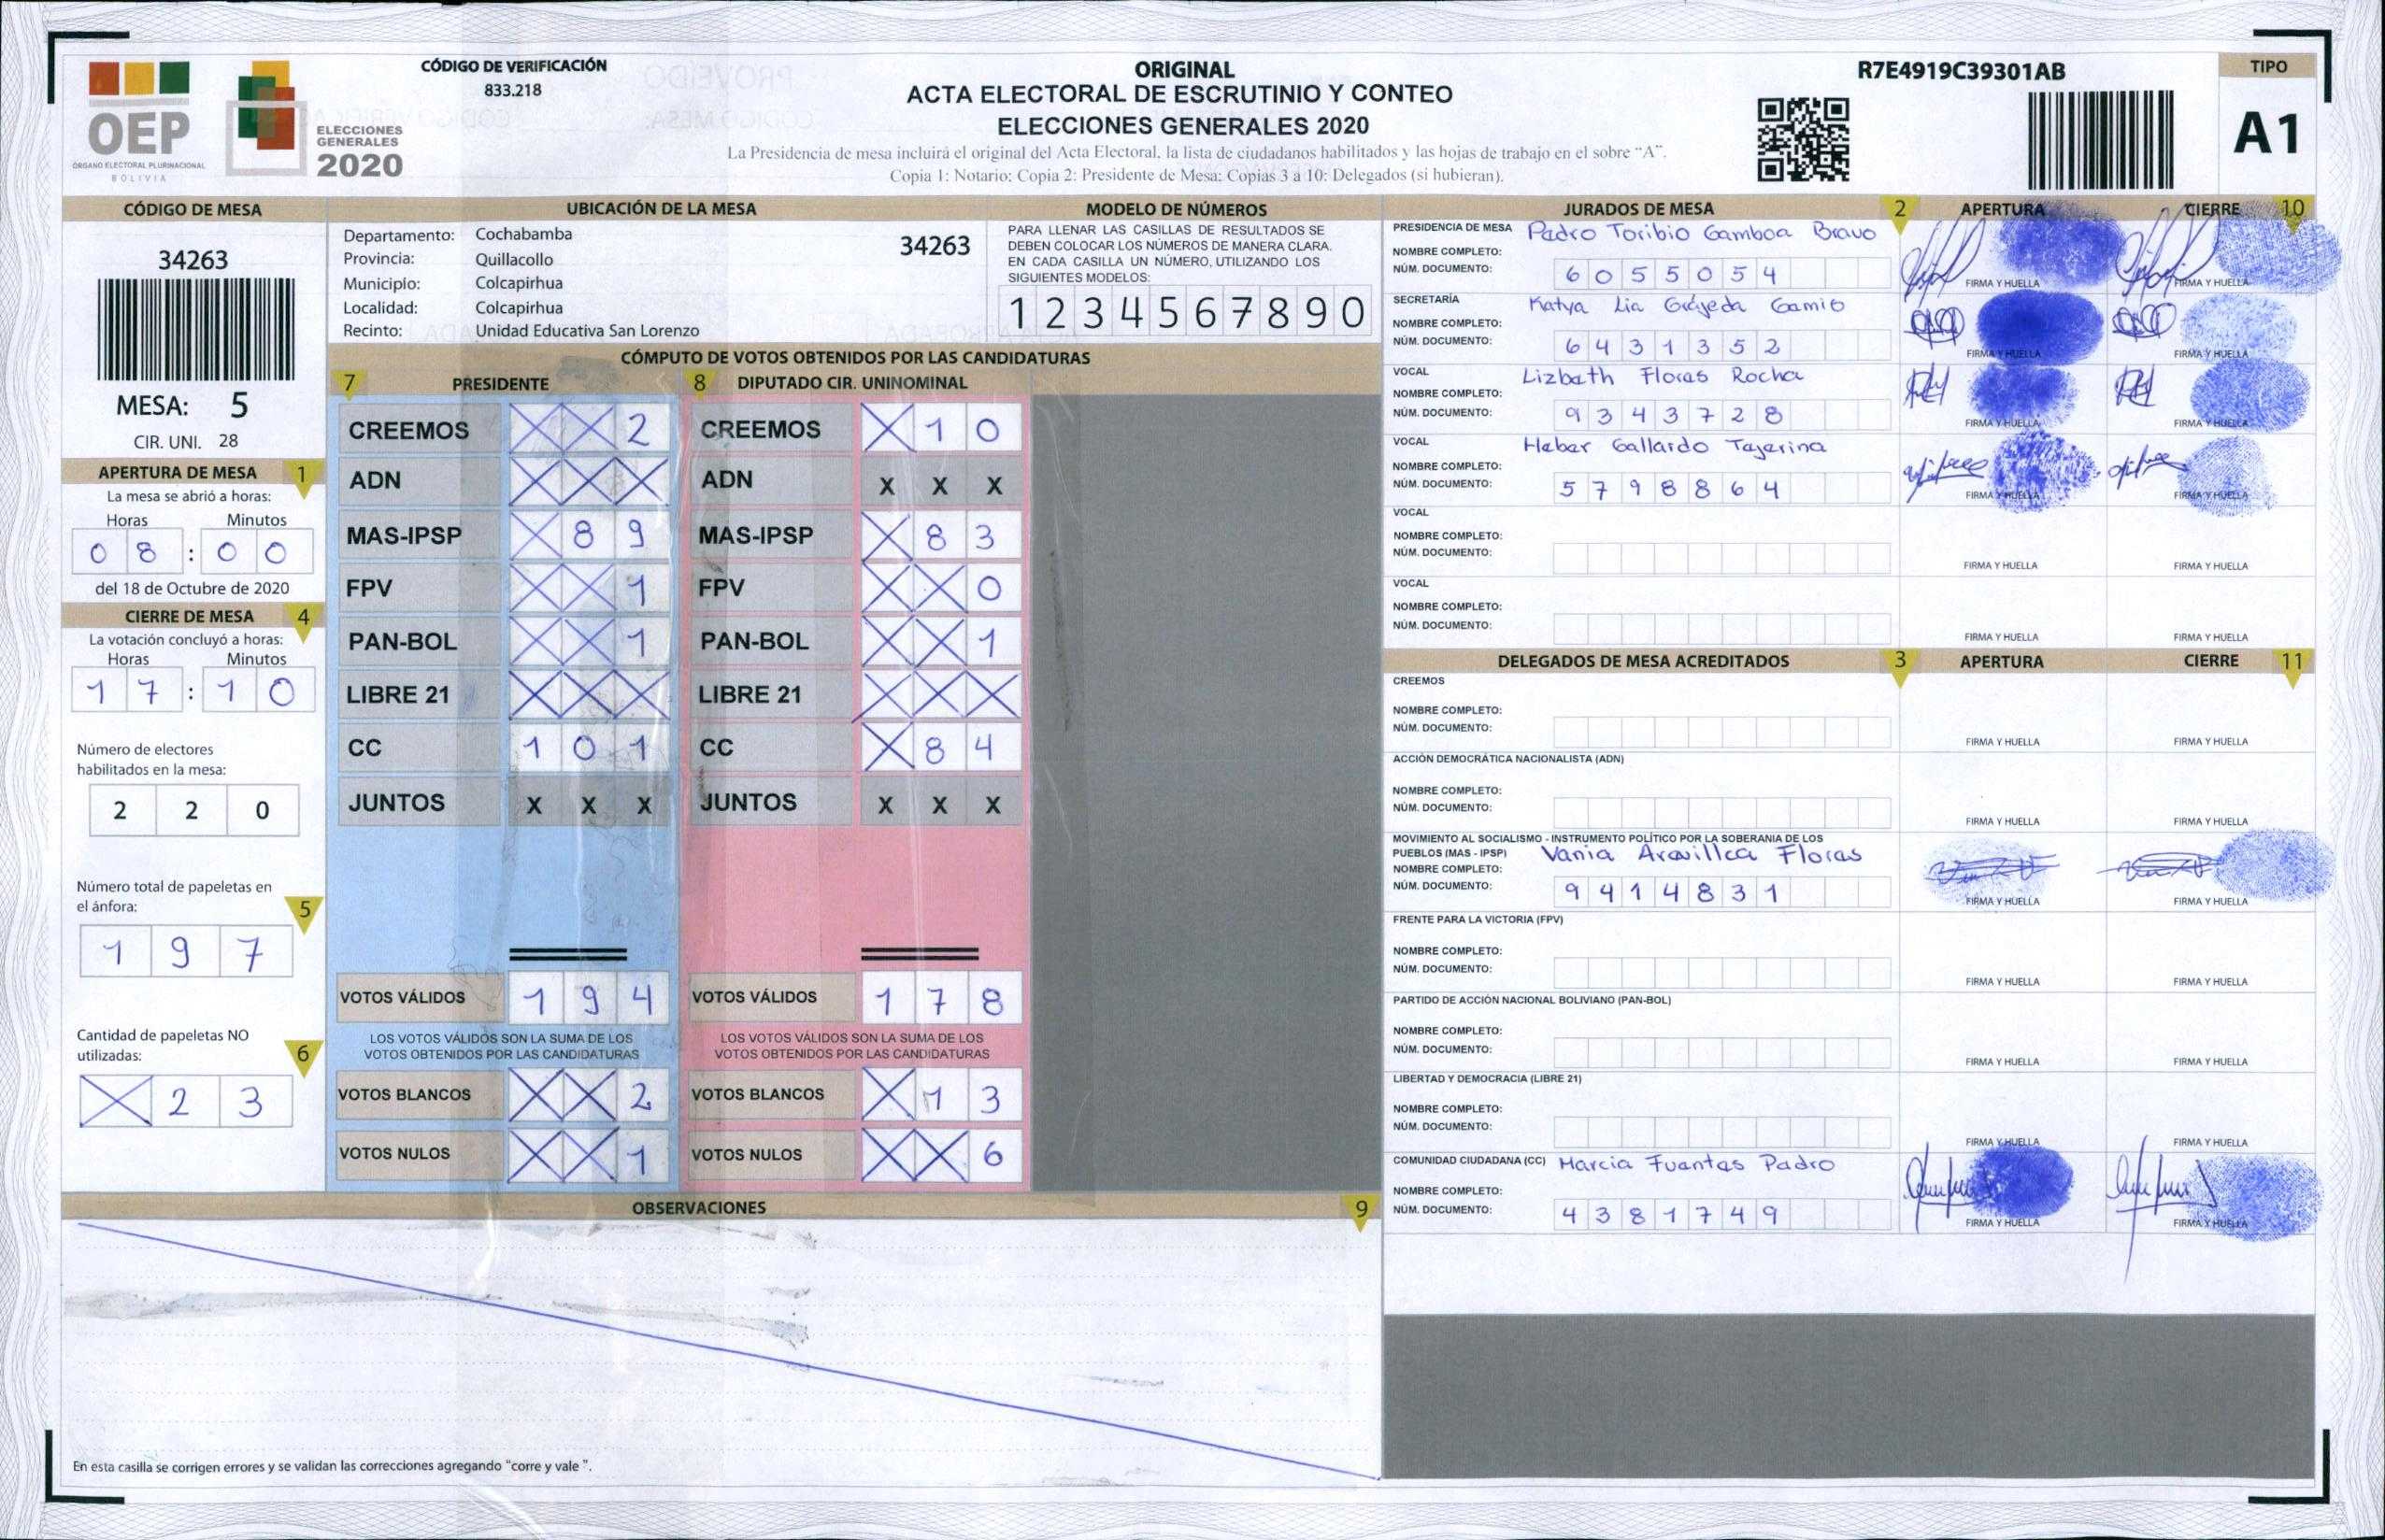 OEP
ÓRGANO ELECTORAL PLURINACIONAL
BOLIVIA
ELECCIONES
GENERALES
2020
CÓDIGO DE VERIFICACIÓN
833.218
ORIGINAL
ACTA ELECTORAL DE ESCRUTINIO Y CONTEO
ELECCIONES GENERALES 2020
La Presidencia de mesa incluirá el original del Acta Electoral, la lista de ciudadanos habilitados y las hojas de trabajo en el sobre "A".
Copia 1: Notario; Copia 2: Presidente de Mesa; Copias 3 a 10: Delegados (si hubieran).
R7E4919C39301AB
TIPO
A1
CÓDIGO DE MESA
34263
MESA: 5
CIR. UNI. 28
APERTURA DE MESA 1
La mesa se abrió a horas:
Horas Minutos
0 8 : 0 0
del 18 de Octubre de 2020
CIERRE DE MESA 4
La votación concluyó a horas:
Horas Minutos
1 7 : 1 0
Número de electores
habilitados en la mesa:
2 2 0
Número total de papeletas en
el ánfora:
5
1 9 7
Cantidad de papeletas NO
utilizadas:
6
X 2 3
UBICACIÓN DE LA MESA
Departamento: Cochabamba 34263
Provincia: Quillacollo
Municipio: Colcapirhua
Localidad: Colcapirhua
Recinto: Unidad Educativa San Lorenzo
MODELO DE NÚMEROS
PARA LLENAR LAS CASILLAS DE RESULTADOS SE
DEBEN COLOCAR LOS NÚMEROS DE MANERA CLARA.
EN CADA CASILLA UN NÚMERO, UTILIZANDO LOS
SIGUIENTES MODELOS:
1 2 3 4 5 6 7 8 9 0
CÓMPUTO DE VOTOS OBTENIDOS POR LAS CANDIDATURAS
7 PRESIDENTE
CREEMOS X X 2
ADN X X X
MAS-IPSP X 8 9
FPV X X 1
PAN-BOL X X 1
LIBRE 21 X X X
CC 1 0 1
JUNTOS X X X
VOTOS VÁLIDOS 1 9 4
LOS VOTOS VÁLIDOS SON LA SUMA DE LOS
VOTOS OBTENIDOS POR LAS CANDIDATURAS
VOTOS BLANCOS X X 2
VOTOS NULOS X X 1
8 DIPUTADO CIR. UNINOMINAL
CREEMOS X 1 0
ADN X X X
MAS-IPSP X 8 3
FPV X X 0
PAN-BOL X X 1
LIBRE 21 X X X
CC X 8 4
JUNTOS X X X
VOTOS VÁLIDOS 1 7 8
LOS VOTOS VÁLIDOS SON LA SUMA DE LOS
VOTOS OBTENIDOS POR LAS CANDIDATURAS
VOTOS BLANCOS X 1 3
VOTOS NULOS X X 6
OBSERVACIONES 9
En esta casilla se corrigen errores y se validan las correcciones agregando "corre y vale ".
JURADOS DE MESA 2 APERTURA CIERRE 10
PRESIDENCIA DE MESA Pedro Toribio Gamboa Bravo
NOMBRE COMPLETO:
NÚM. DOCUMENTO: 6 0 5 5 0 5 4
FIRMA Y HUELLA FIRMA Y HUELLA
SECRETARÍA Katya Lia Grájeda Gamio
NOMBRE COMPLETO:
NÚM. DOCUMENTO: 6 4 3 1 3 5 2
FIRMA Y HUELLA FIRMA Y HUELLA
VOCAL Lizbeth Flores Rocha
NOMBRE COMPLETO:
NÚM. DOCUMENTO: 9 3 4 3 7 2 8
FIRMA Y HUELLA FIRMA Y HUELLA
VOCAL Heber Gallardo Tejerina
NOMBRE COMPLETO:
NÚM. DOCUMENTO: 5 7 9 8 8 6 4
FIRMA Y HUELLA FIRMA Y HUELLA
VOCAL
NOMBRE COMPLETO:
NÚM. DOCUMENTO:
FIRMA Y HUELLA FIRMA Y HUELLA
VOCAL
NOMBRE COMPLETO:
NÚM. DOCUMENTO:
FIRMA Y HUELLA FIRMA Y HUELLA
DELEGADOS DE MESA ACREDITADOS 3 APERTURA CIERRE 11
CREEMOS
NOMBRE COMPLETO:
NÚM. DOCUMENTO:
FIRMA Y HUELLA FIRMA Y HUELLA
ACCIÓN DEMOCRÁTICA NACIONALISTA (ADN)
NOMBRE COMPLETO:
NÚM. DOCUMENTO:
FIRMA Y HUELLA FIRMA Y HUELLA
MOVIMIENTO AL SOCIALISMO - INSTRUMENTO POLÍTICO POR LA SOBERANIA DE LOS
PUEBLOS (MAS - IPSP) Vania Arquillca Flores
NOMBRE COMPLETO:
NÚM. DOCUMENTO: 9 4 1 4 8 3 1
FIRMA Y HUELLA FIRMA Y HUELLA
FRENTE PARA LA VICTORIA (FPV)
NOMBRE COMPLETO:
NÚM. DOCUMENTO:
FIRMA Y HUELLA FIRMA Y HUELLA
PARTIDO DE ACCIÓN NACIONAL BOLIVIANO (PAN-BOL)
NOMBRE COMPLETO:
NÚM. DOCUMENTO:
FIRMA Y HUELLA FIRMA Y HUELLA
LIBERTAD Y DEMOCRACIA (LIBRE 21)
NOMBRE COMPLETO:
NÚM. DOCUMENTO:
FIRMA Y HUELLA FIRMA Y HUELLA
COMUNIDAD CIUDADANA (CC) Marcia Fuentes Pedro
NOMBRE COMPLETO:
NÚM. DOCUMENTO: 4 3 8 1 7 4 9
FIRMA Y HUELLA FIRMA Y HUELLA